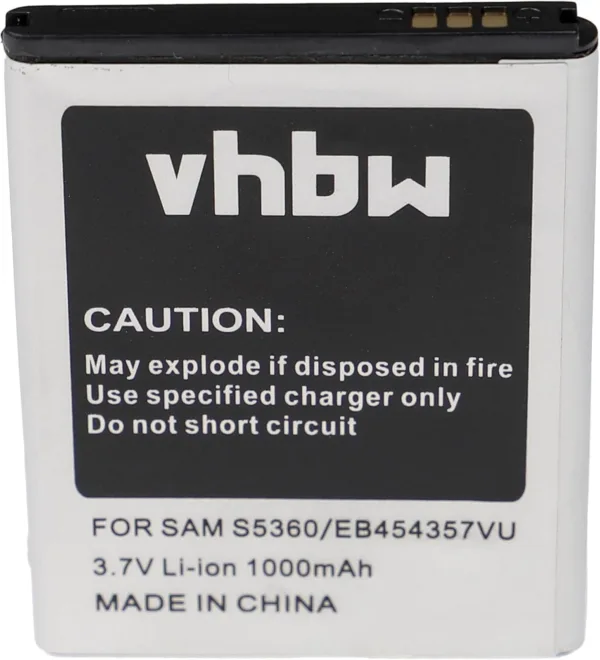 vhbw
CAUTION:
May explode if disposed in fire
Use specified charger only
Do not short circuit
FOR SAM S5360/EB454357VU
3.7V Li-ion 1000mAh
MADE IN CHINA